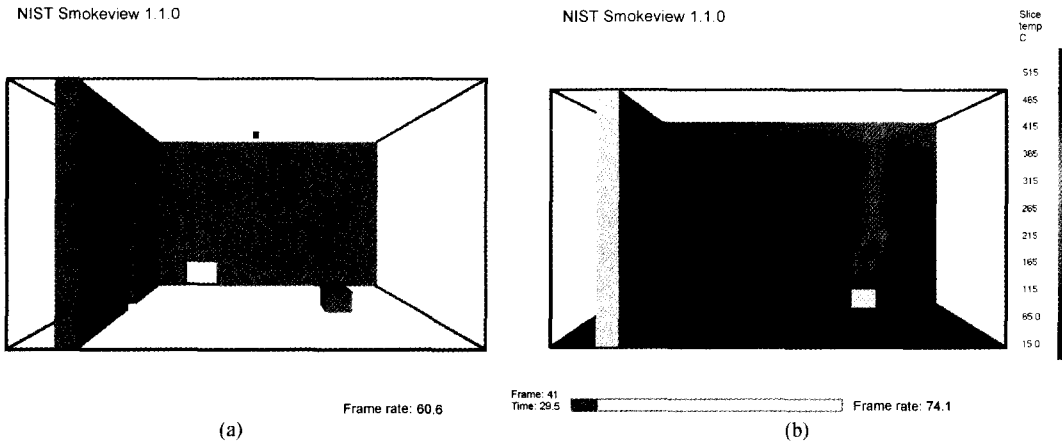 NIST Smokeview 1.1.0
Frame rate: 60.6
(a)
NIST Smokeview 1.1.0
Slice
temp
C
515
465
415
365
315
265
215
165
115
65.0
15.0
Frame: 41
Time: 29.5
Frame rate: 74.1
(b)